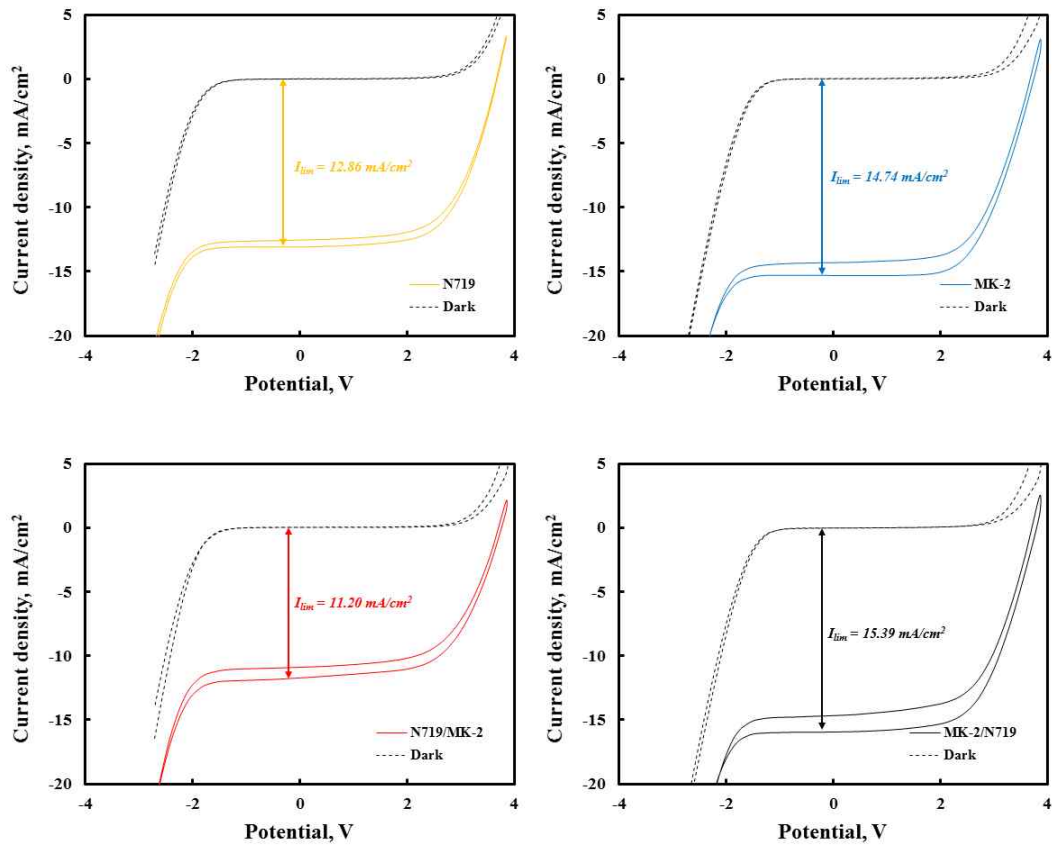 Current density, mA/cm²
5
0
-5
-10
-15
-20
I_lim = 12.86 mA/cm²
N719
Dark
-4
-2
0
2
4
Potential, V
Current density, mA/cm²
5
0
-5
-10
-15
-20
I_lim = 14.74 mA/cm²
MK-2
Dark
-4
-2
0
2
4
Potential, V
Current density, mA/cm²
5
0
-5
-10
-15
-20
I_lim = 11.20 mA/cm²
N719/MK-2
Dark
-4
-2
0
2
4
Potential, V
Current density, mA/cm²
5
0
-5
-10
-15
-20
I_lim = 15.39 mA/cm²
MK-2/N719
Dark
-4
-2
0
2
4
Potential, V